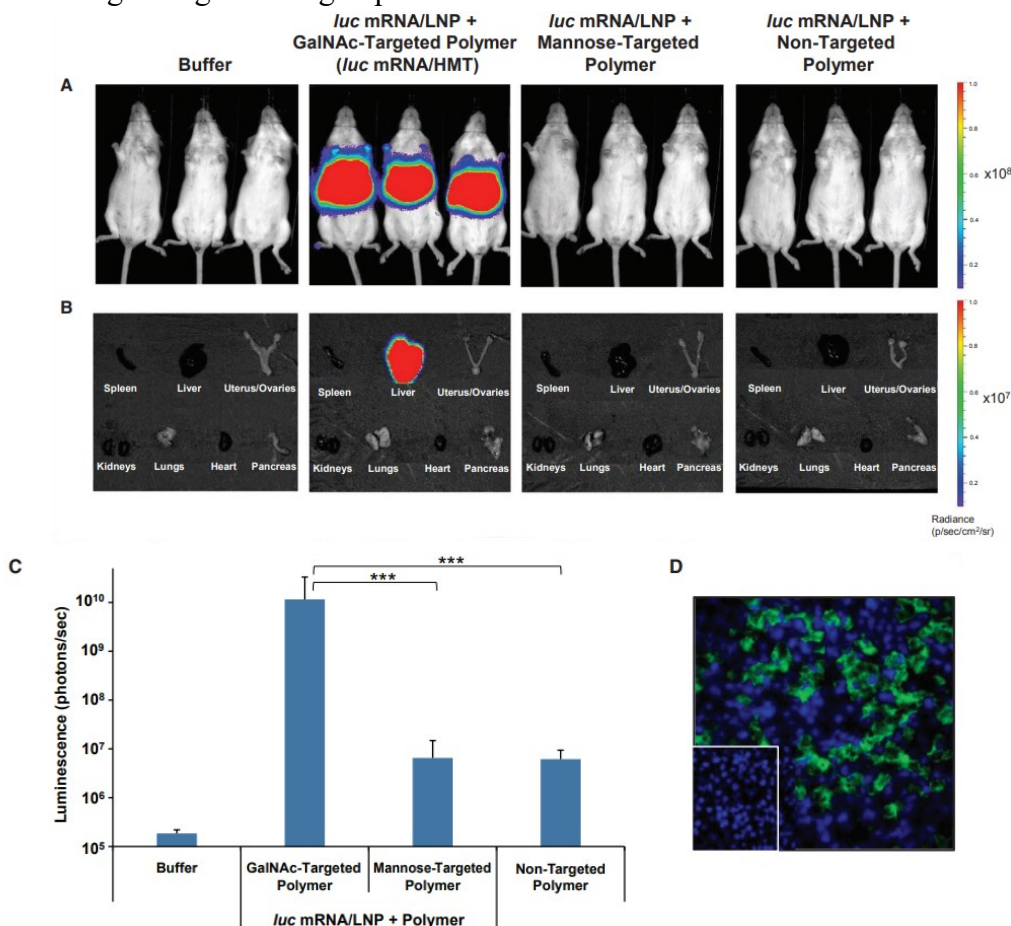 luc mRNA/LNP +
GalNAc-Targeted Polymer
(luc mRNA/HMT)
luc mRNA/LNP +
Mannose-Targeted
Polymer
luc mRNA/LNP +
Non-Targeted
Polymer
Buffer
A
1.0
0.8
0.6
x10⁸
0.4
0.2
B
1.0
0.8
0.6
x10⁷
0.4
0.2
Spleen Liver Uterus/Ovaries
Kidneys Lungs Heart Pancreas
Spleen Liver Uterus/Ovaries
Kidneys Lungs Heart Pancreas
Spleen Liver Uterus/Ovaries
Kidneys Lungs Heart Pancreas
Spleen Liver Uterus/Ovaries
Kidneys Lungs Heart Pancreas
Radiance
(p/sec/cm²/sr)
C
***
***
Luminescence (photons/sec)
10¹⁰
10⁹
10⁸
10⁷
10⁶
10⁵
Buffer
GalNAc-Targeted
Polymer
Mannose-Targeted
Polymer
Non-Targeted
Polymer
luc mRNA/LNP + Polymer
D